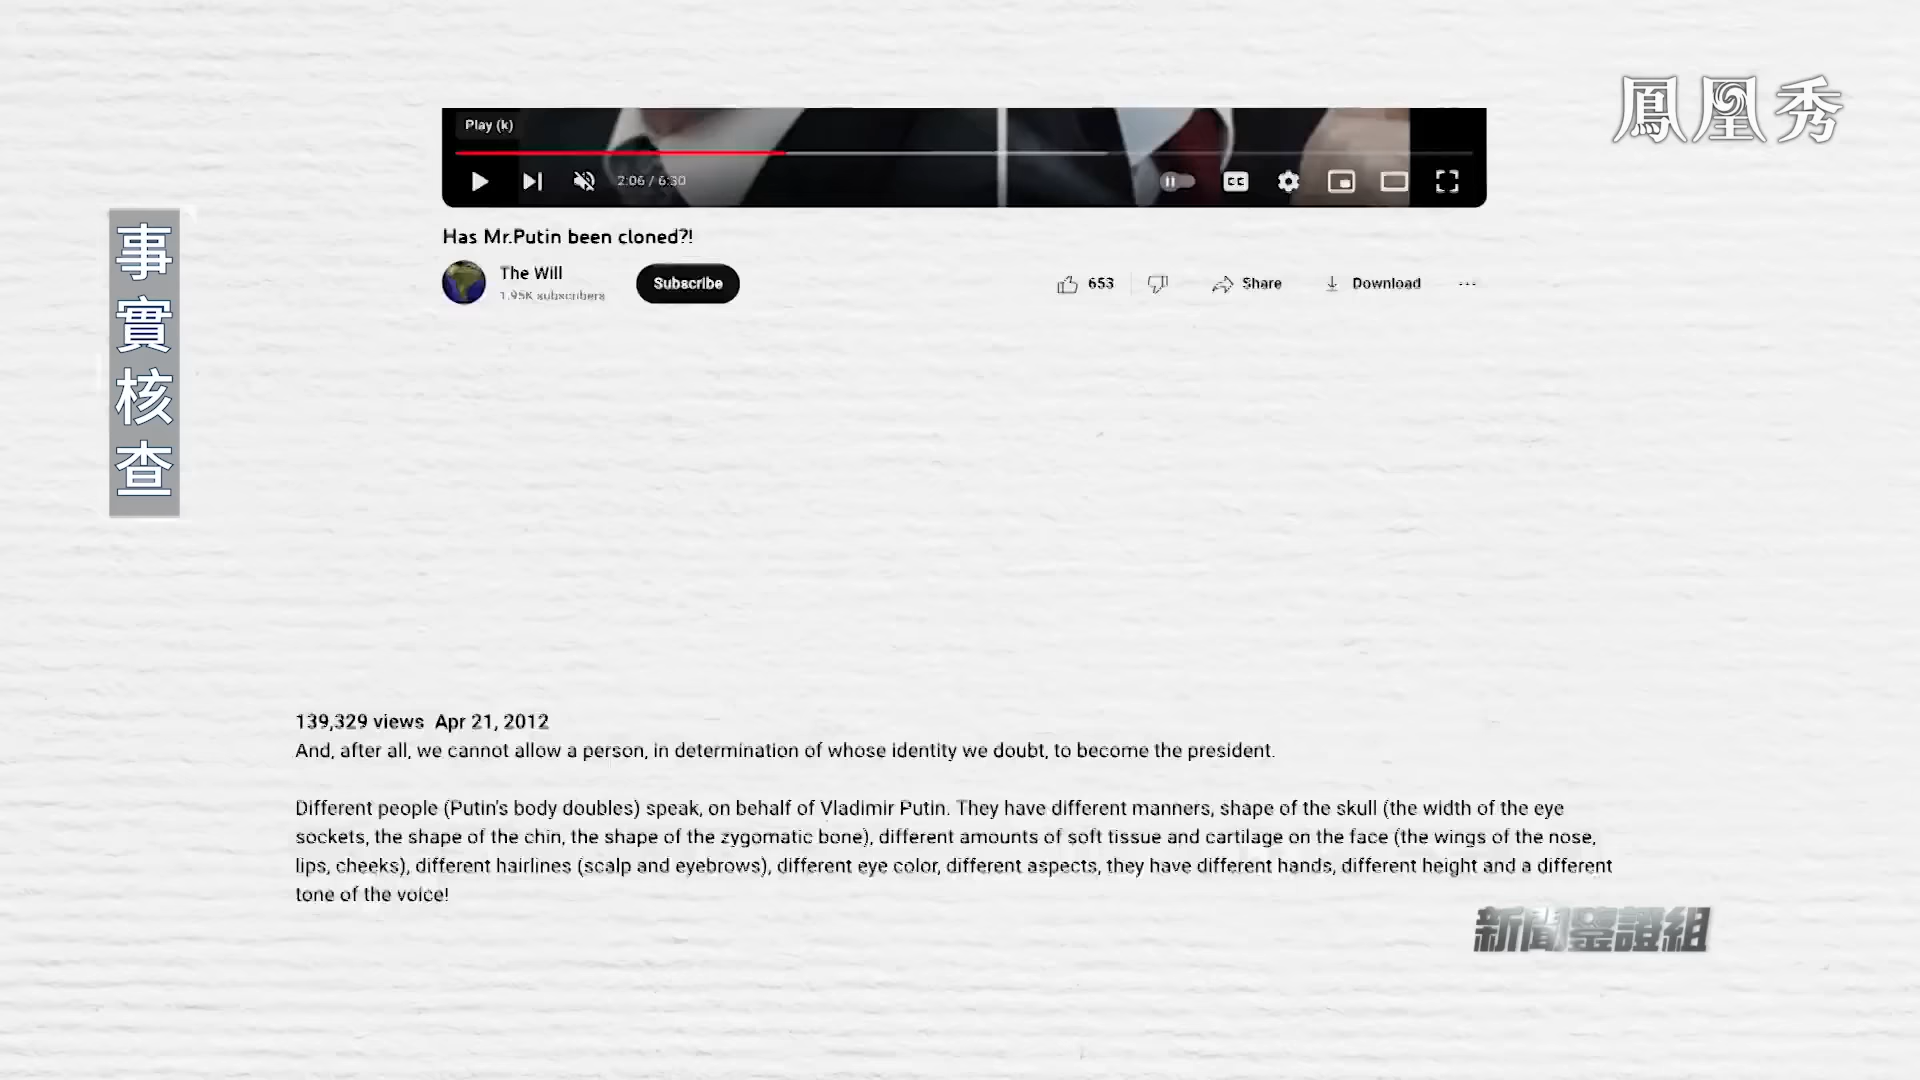 鳳凰秀
Play (k)
2:06 / 6:30
CC
事實核查
Has Mr.Putin been cloned?!
The Will
1.95K subscribers
Subscribe
653
Share
Download
139,329 views Apr 21, 2012
And, after all, we cannot allow a person, in determination of whose identity we doubt, to become the president.
Different people (Putin's body doubles) speak, on behalf of Vladimir Putin. They have different manners, shape of the skull (the width of the eye
sockets, the shape of the chin, the shape of the zygomatic bone), different amounts of soft tissue and cartilage on the face (the wings of the nose,
lips, cheeks), different hairlines (scalp and eyebrows), different eye color, different aspects, they have different hands, different height and a different
tone of the voice!
新聞鑒證組